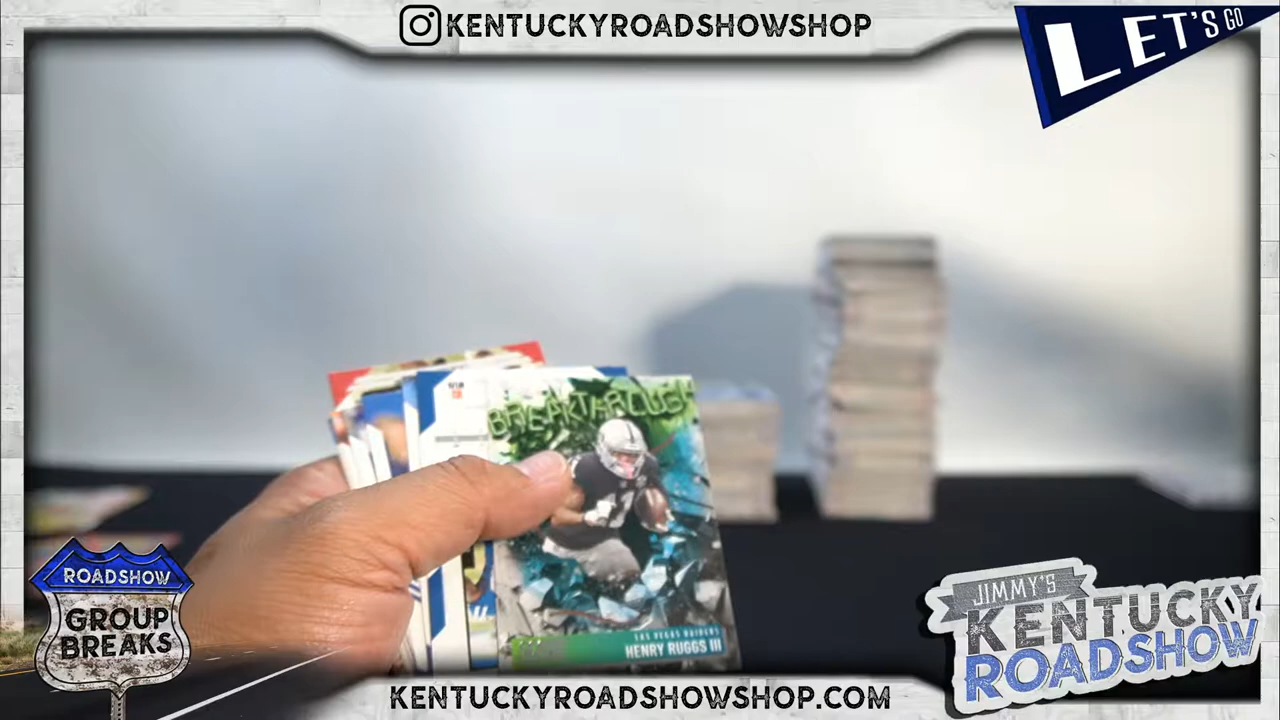 KENTUCKYROADSHOWSHOP
LET'S GO
BREAKTHROUGH
LAS VEGAS RAIDERS
HENRY RUGGS III
ROADSHOW
GROUP
BREAKS
JIMMY'S
KENTUCKY
ROADSHOW
KENTUCKYROADSHOWSHOP.COM